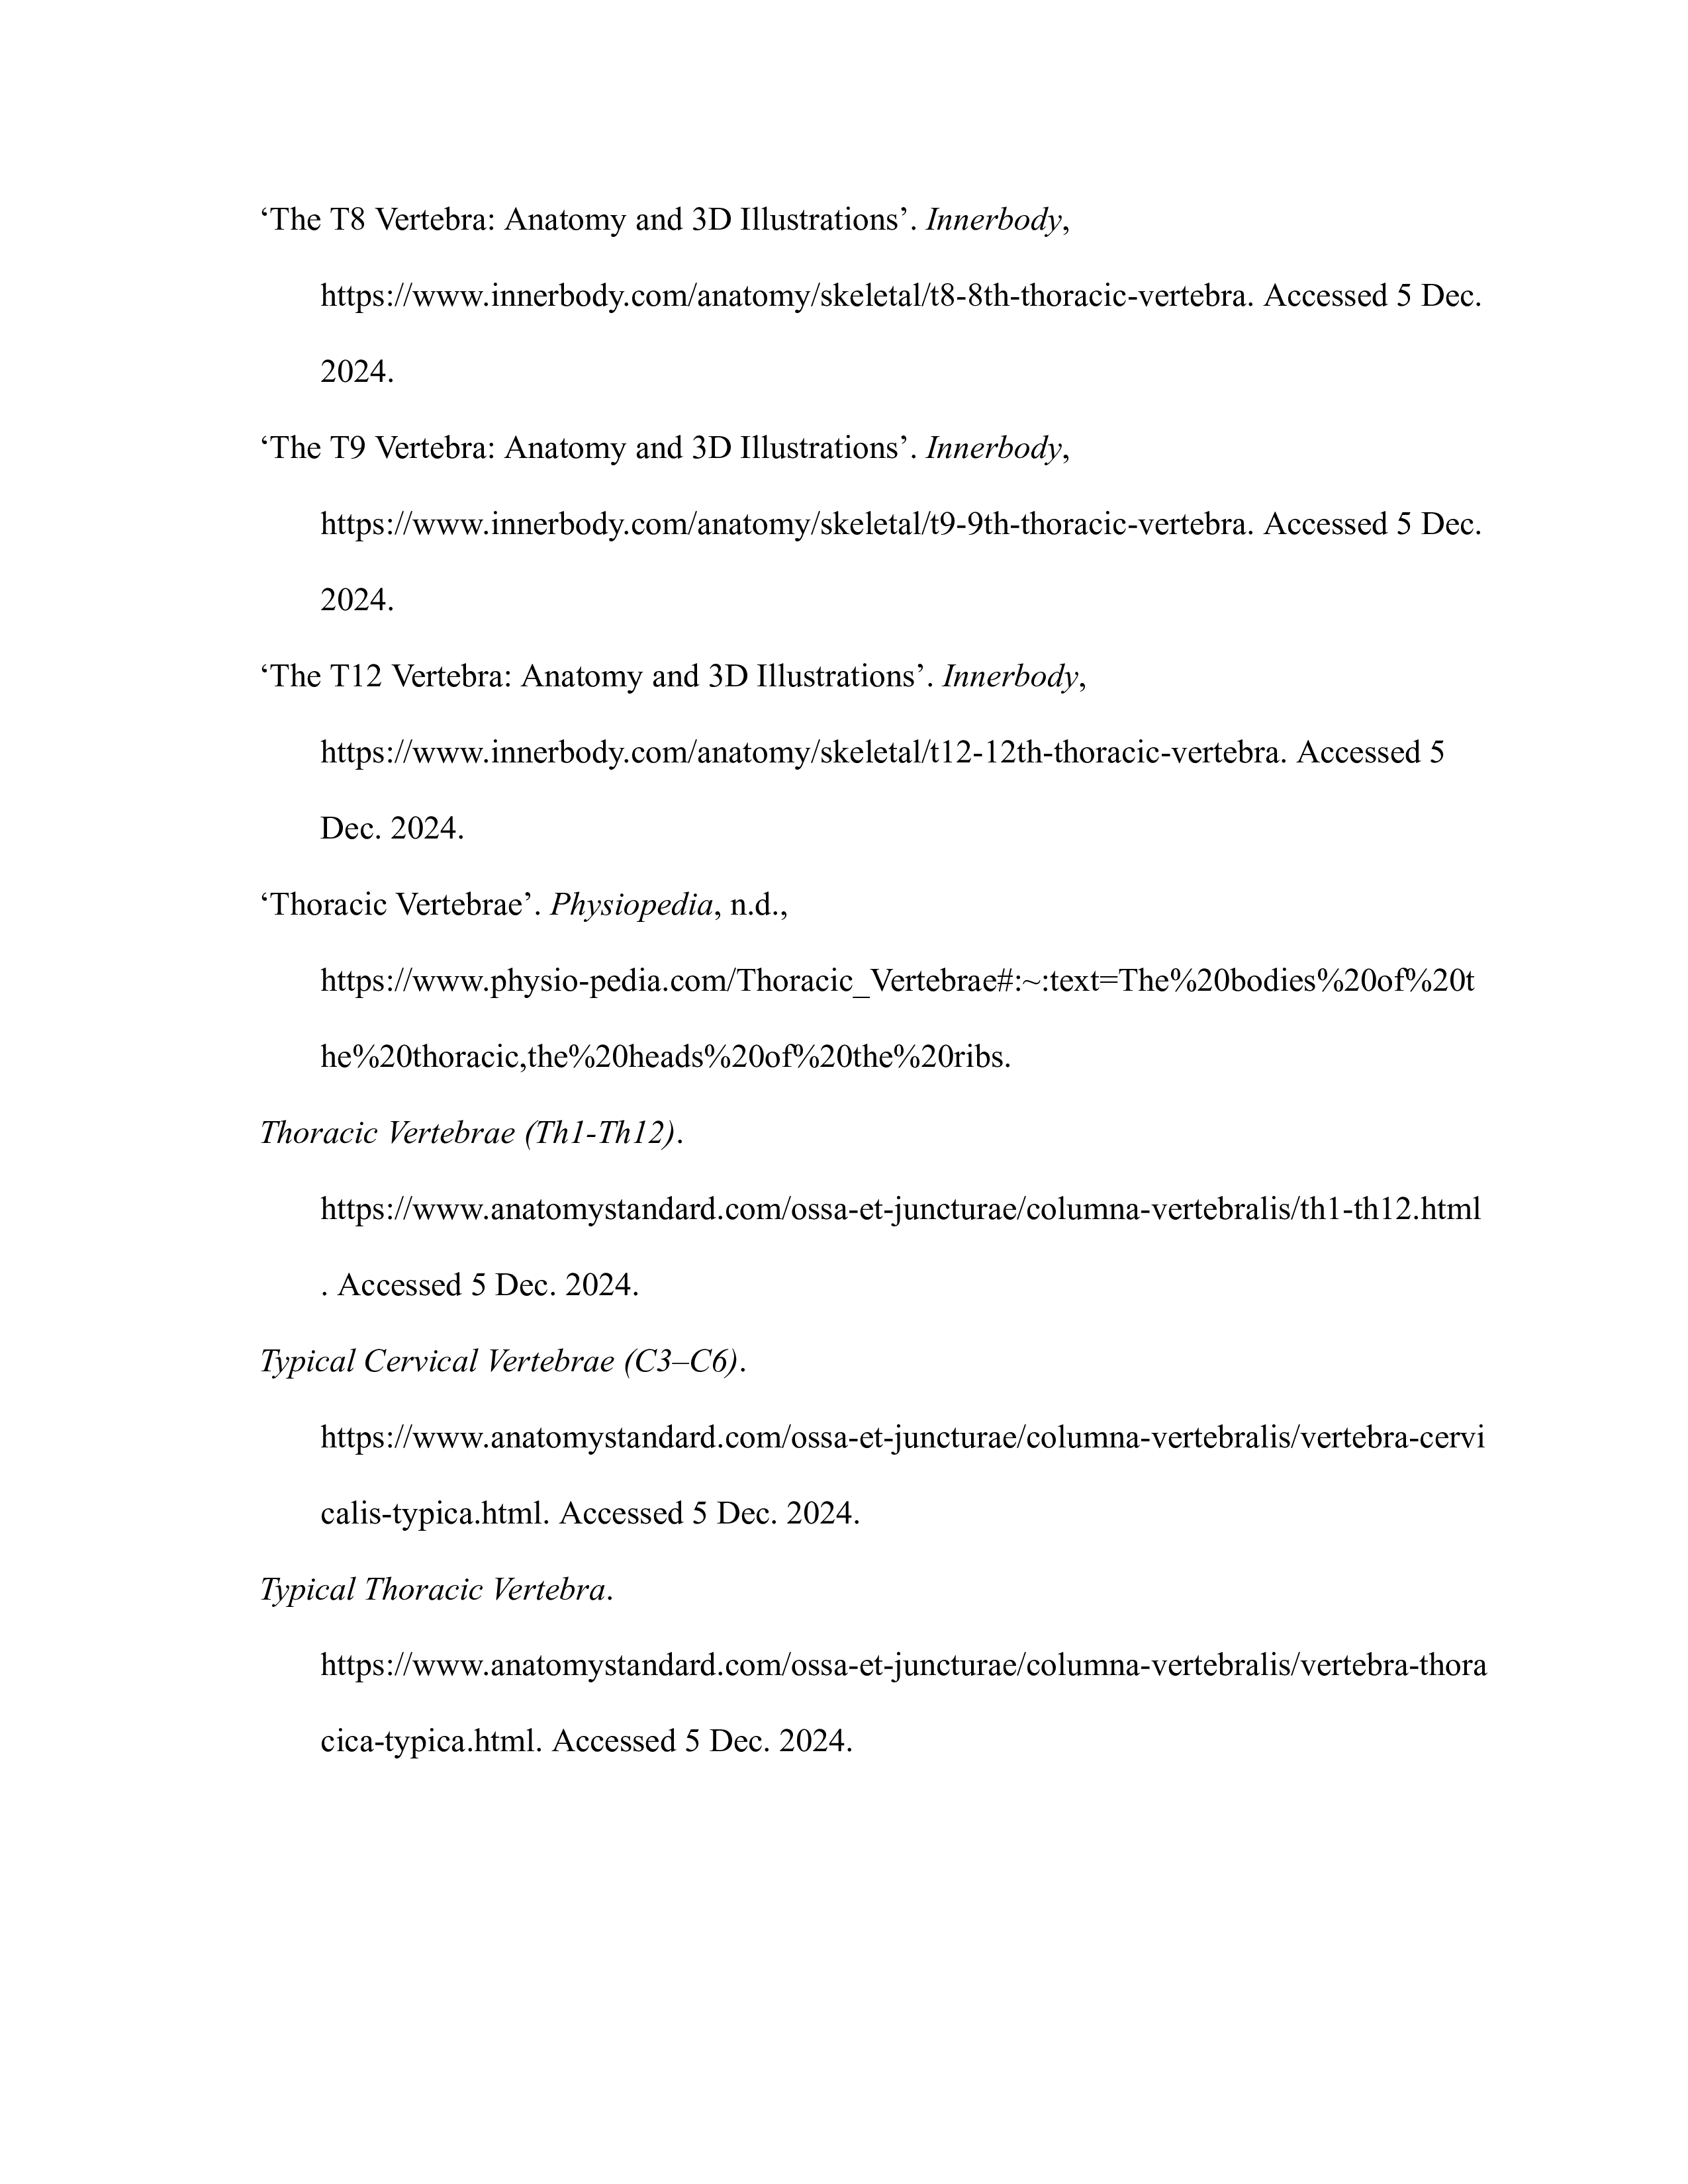 ‘The T8 Vertebra: Anatomy and 3D Illustrations’. Innerbody,
https://www.innerbody.com/anatomy/skeletal/t8-8th-thoracic-vertebra. Accessed 5 Dec.
2024.
‘The T9 Vertebra: Anatomy and 3D Illustrations’. Innerbody,
https://www.innerbody.com/anatomy/skeletal/t9-9th-thoracic-vertebra. Accessed 5 Dec.
2024.
‘The T12 Vertebra: Anatomy and 3D Illustrations’. Innerbody,
https://www.innerbody.com/anatomy/skeletal/t12-12th-thoracic-vertebra. Accessed 5
Dec. 2024.
‘Thoracic Vertebrae’. Physiopedia, n.d.,
https://www.physio-pedia.com/Thoracic_Vertebrae#:~:text=The%20bodies%20of%20t
he%20thoracic,the%20heads%20of%20the%20ribs.
Thoracic Vertebrae (Th1-Th12).
https://www.anatomystandard.com/ossa-et-juncturae/columna-vertebralis/th1-th12.html
. Accessed 5 Dec. 2024.
Typical Cervical Vertebrae (C3–C6).
https://www.anatomystandard.com/ossa-et-juncturae/columna-vertebralis/vertebra-cervi
calis-typica.html. Accessed 5 Dec. 2024.
Typical Thoracic Vertebra.
https://www.anatomystandard.com/ossa-et-juncturae/columna-vertebralis/vertebra-thora
cica-typica.html. Accessed 5 Dec. 2024.